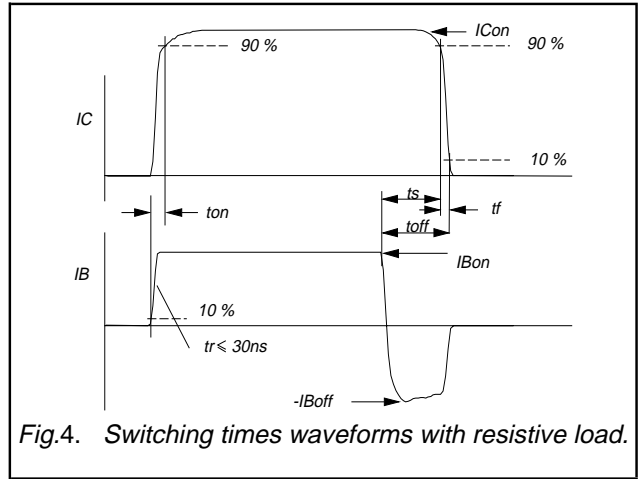 ICon
90 %
90 %
IC
10 %
ts
ton
tf
toff
IB
IBon
10 %
tr ≤ 30ns
-IBoff
Fig.4. Switching times waveforms with resistive load.